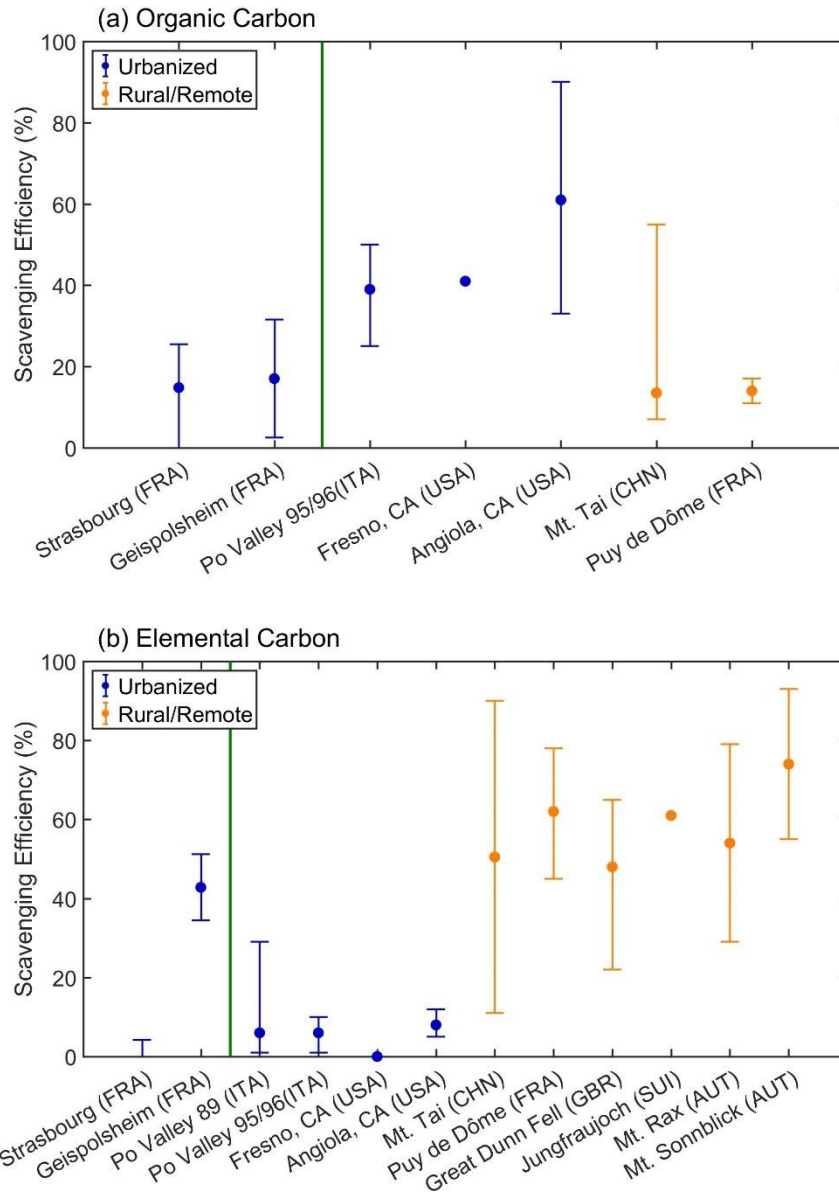 (a) Organic Carbon
100
80
60
40
20
0
Scavenging Efficiency (%)
Urbanized
Rural/Remote
Strasbourg (FRA)
Geispolsheim (FRA)
Po Valley 95/96(ITA)
Fresno, CA (USA)
Angiola, CA (USA)
Mt. Tai (CHN)
Puy de Dôme (FRA)
(b) Elemental Carbon
100
80
60
40
20
0
Scavenging Efficiency (%)
Urbanized
Rural/Remote
Strasbourg (FRA)
Geispolsheim (FRA)
Po Valley 89 (ITA)
Po Valley 95/96(ITA)
Fresno, CA (USA)
Angiola, CA (USA)
Mt. Tai (CHN)
Puy de Dôme (FRA)
Great Dunn Fell (GBR)
Jungfraujoch (SUI)
Mt. Rax (AUT)
Mt. Sonnblick (AUT)